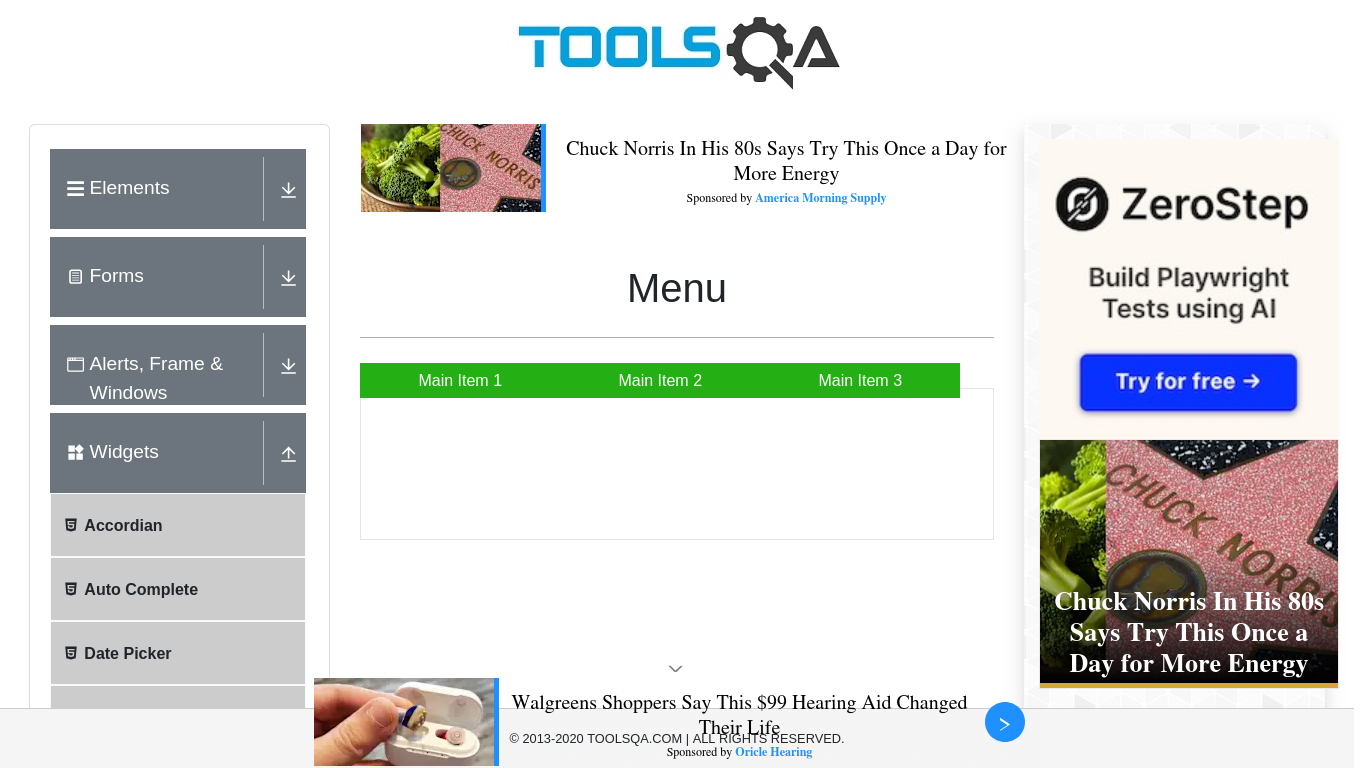 TOOLSQA
Elements
Forms
Alerts, Frame &
Windows
Widgets
Accordian
Auto Complete
Date Picker
CHUCK NORRIS
Chuck Norris In His 80s Says Try This Once a Day for
More Energy
Sponsored by America Morning Supply
Menu
Main Item 1
Main Item 2
Main Item 3
ZeroStep
Build Playwright
Tests using AI
Try for free →
CHUCK NORRIS
Chuck Norris In His 80s
Says Try This Once a
Day for More Energy
Walgreens Shoppers Say This $99 Hearing Aid Changed
Their Life
Sponsored by Oricle Hearing
© 2013-2020 TOOLSQA.COM | ALL RIGHTS RESERVED.